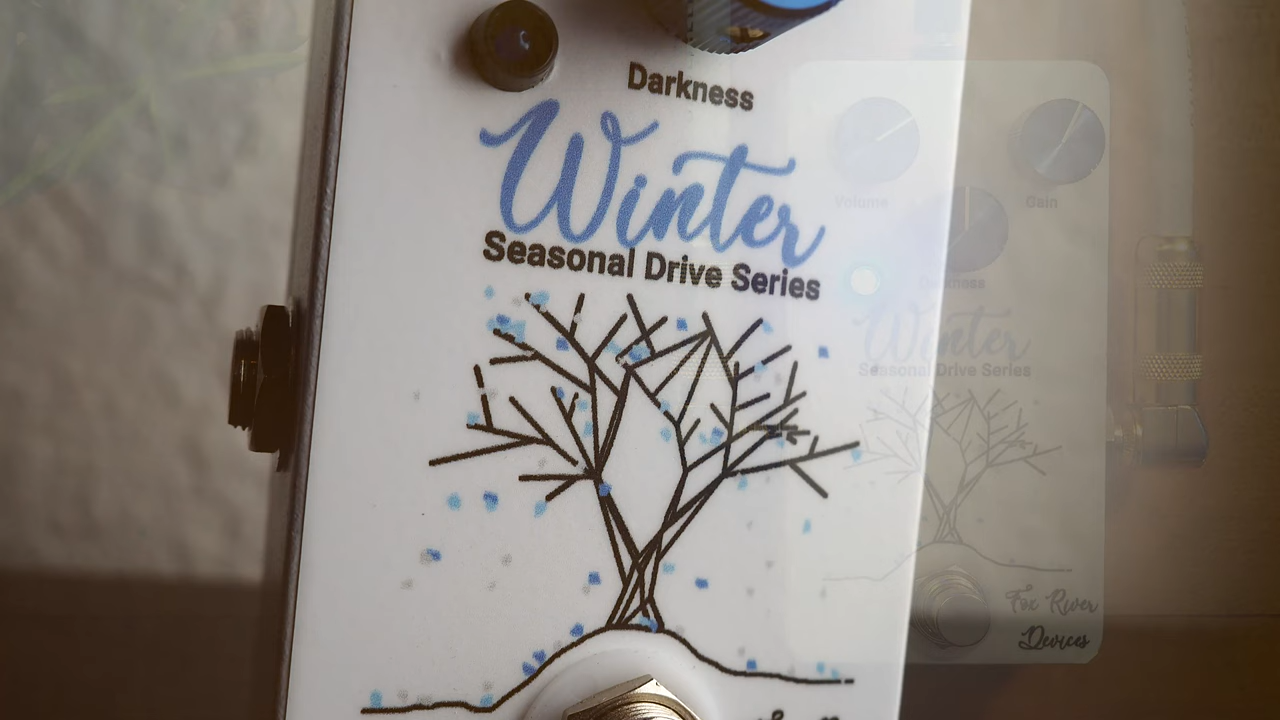 Darkness
Winter
Seasonal Drive Series
Volume
Gain
Darkness
Winter
Seasonal Drive Series
Fox River
Devices